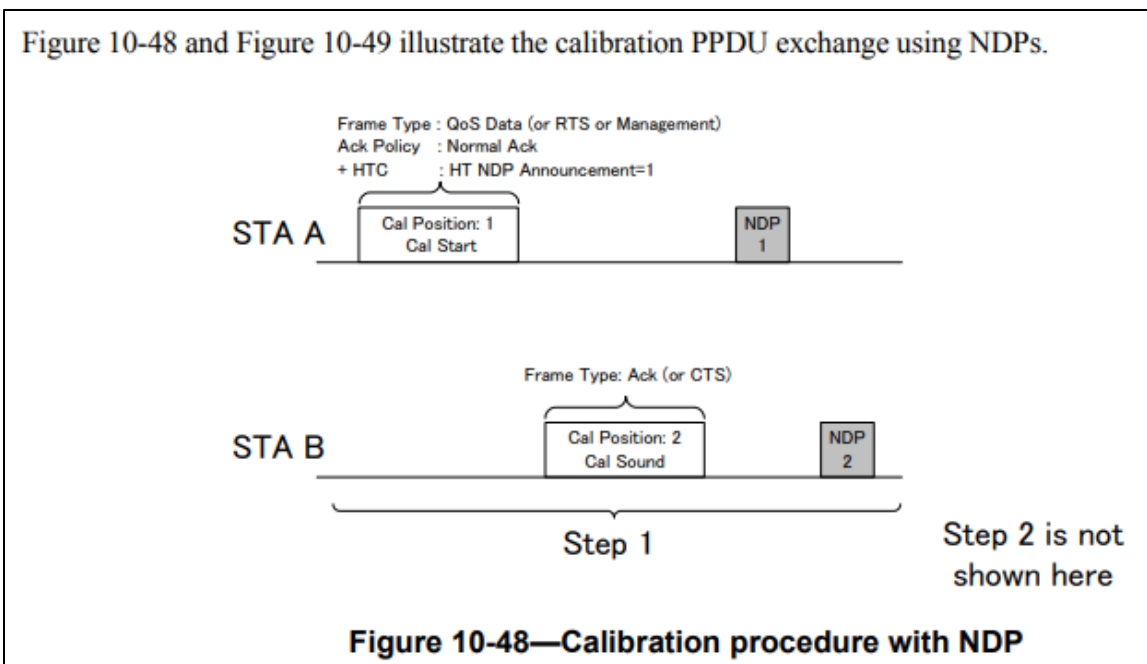 Figure 10-48 and Figure 10-49 illustrate the calibration PPDU exchange using NDPs.
Frame Type : QoS Data (or RTS or Management)
Ack Policy : Normal Ack
+ HTC : HT NDP Announcement=1
STA A
Cal Position: 1
Cal Start
NDP
1
Frame Type: Ack (or CTS)
STA B
Cal Position: 2
Cal Sound
NDP
2
Step 1
Step 2 is not
shown here
Figure 10-48—Calibration procedure with NDP